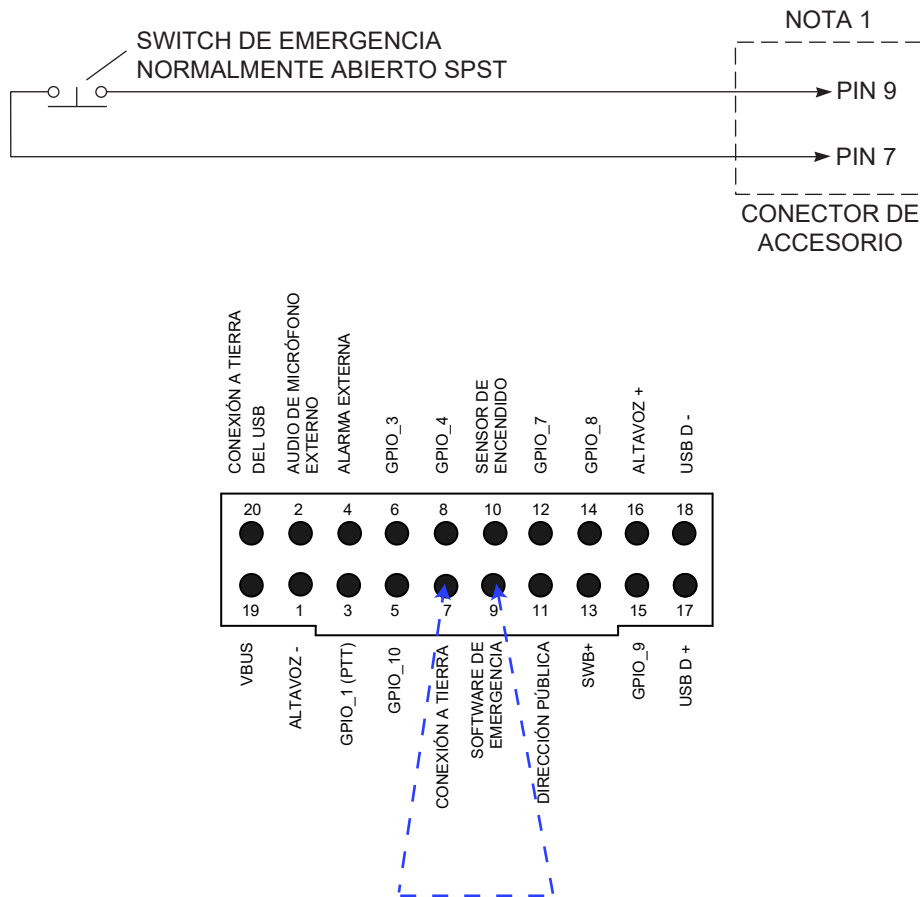 NOTA 1
SWITCH DE EMERGENCIA
NORMALMENTE ABIERTO SPST
PIN 9
PIN 7
CONECTOR DE
ACCESORIO
CONEXIÓN A TIERRA
DEL USB
AUDIO DE MICRÓFONO
EXTERNO
ALARMA EXTERNA
GPIO_3
GPIO_4
SENSOR DE
ENCENDIDO
GPIO_7
GPIO_8
ALTAVOZ +
USB D -
20 2 4 6 8 10 12 14 16 18
19 1 3 5 7 9 11 13 15 17
VBUS
ALTAVOZ -
GPIO_1 (PTT)
GPIO_10
CONEXIÓN A TIERRA
SOFTWARE DE
EMERGENCIA
DIRECCIÓN PÚBLICA
SWB+
GPIO_9
USB D +